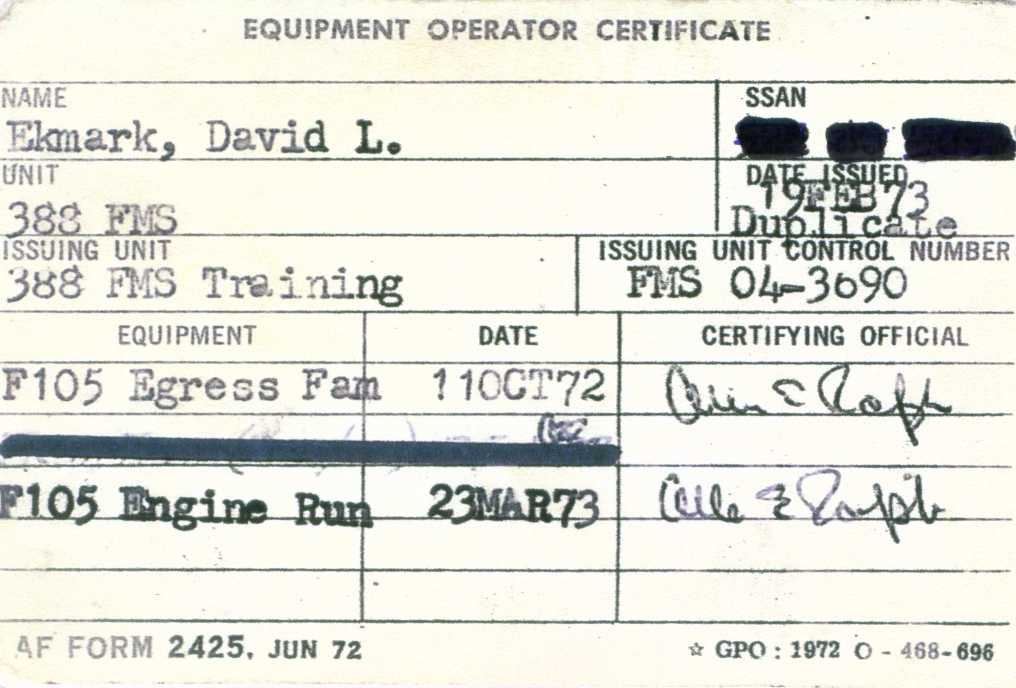 EQUIPMENT OPERATOR CERTIFICATE
NAME
SSAN
Ekmark, David L.
UNIT
DATE ISSUED
19FEB73
388 FMS
Duplicate
ISSUING UNIT
ISSUING UNIT CONTROL NUMBER
388 FMS Training
FMS 04-3690
EQUIPMENT DATE CERTIFYING OFFICIAL
F105 Egress Fam 11OCT72
F105 Engine Run 23MAR73
AF FORM 2425, JUN 72
☆ GPO : 1972 O - 468-696